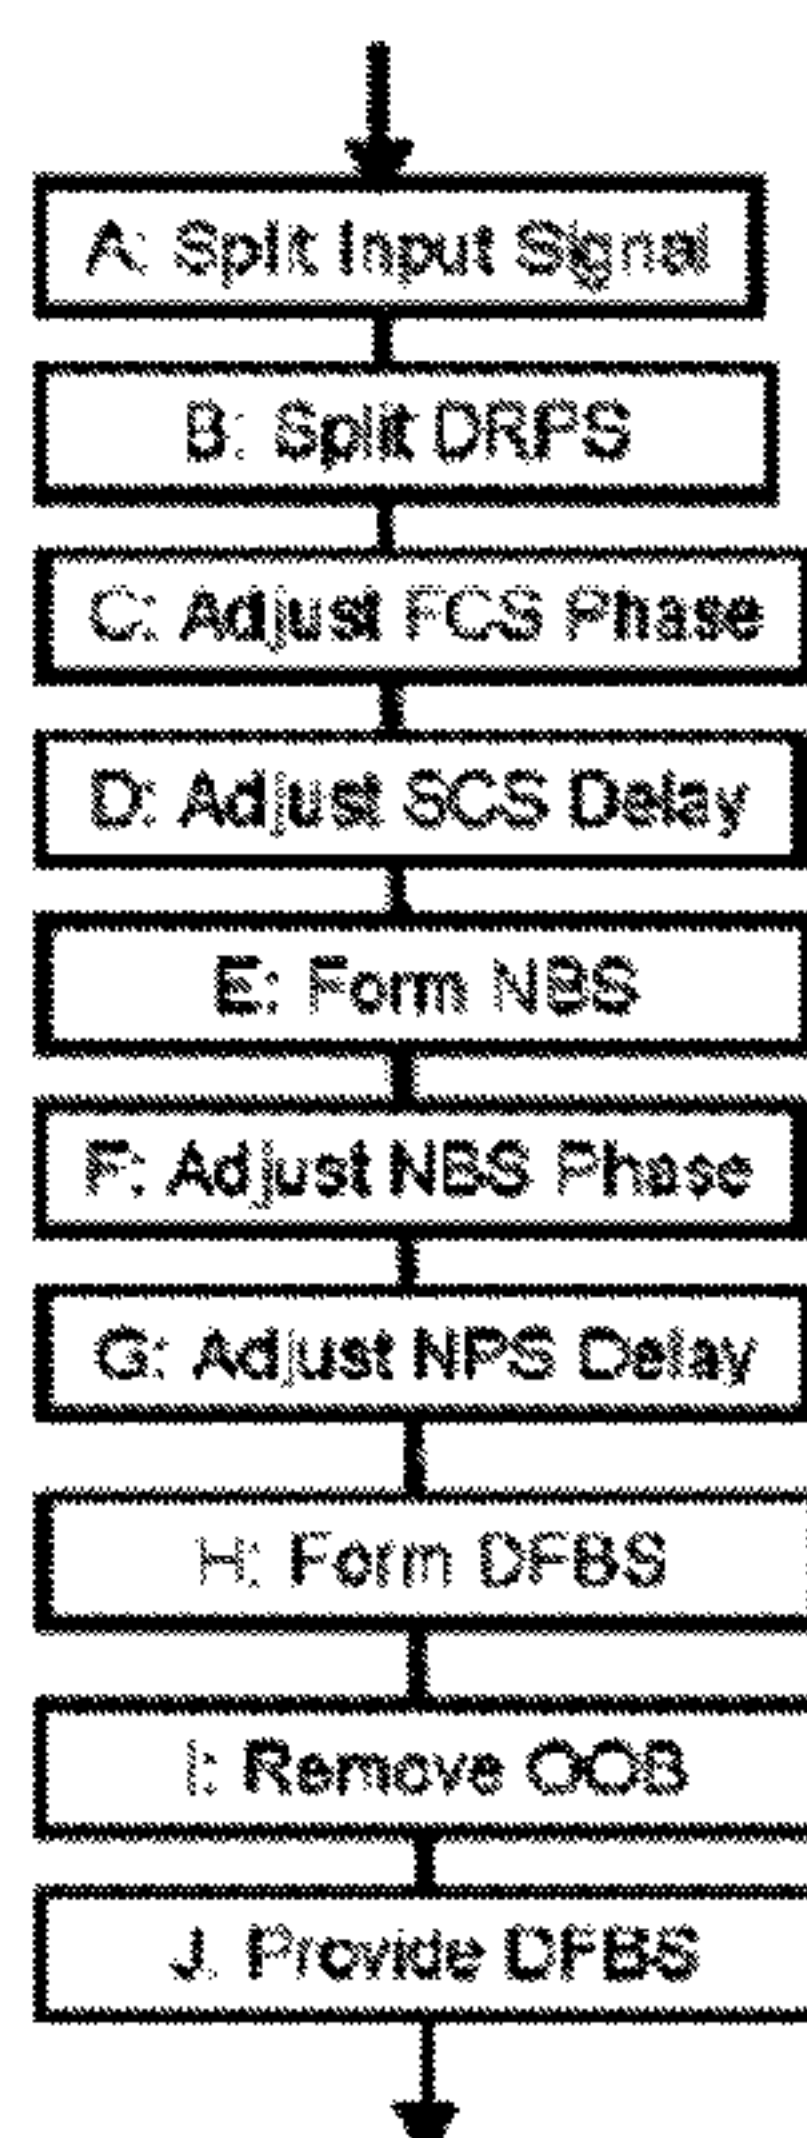 A: Split Input Signal
B: Split DRPS
C: Adjust FCS Phase
D: Adjust SCS Delay
E: Form NBS
F: Adjust NBS Phase
G: Adjust NPS Delay
H: Form DFBS
I: Remove OOB
J. Provide DFBS